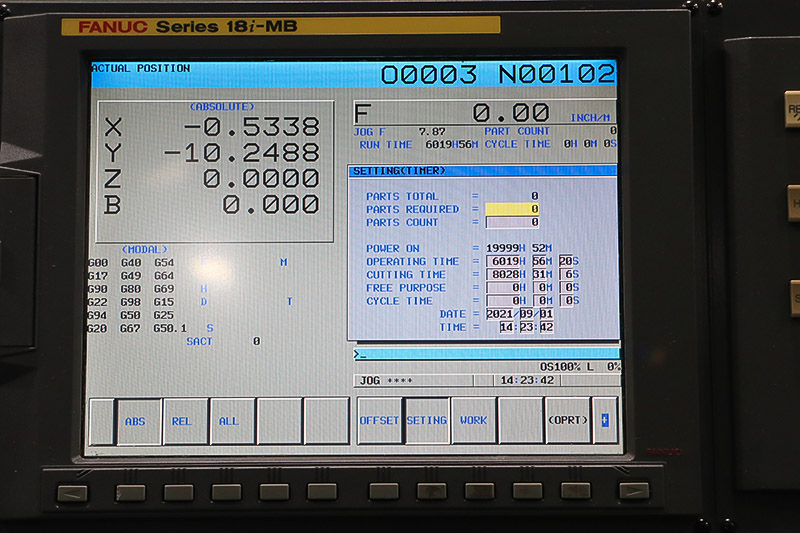 FANUC Series 18i-MB
ACTUAL POSITION O0003 N00102
(ABSOLUTE)
X -0.5338
Y -10.2488
Z 0.0000
B 0.000
(MODAL)
G00 G40 G54 F M
G17 G49 G64
G90 G80 G69 H
G22 G98 G15 D T
G94 G50 G25
G20 G67 G50.1 S
SACT 0
F 0.00 INCH/M
JOG F 7.87 PART COUNT 0
RUN TIME 6019H56M CYCLE TIME 0H 0M 0S
SETTING(TIMER)
PARTS TOTAL = 0
PARTS REQUIRED = 0
PARTS COUNT = 0
POWER ON = 19999H 52M
OPERATING TIME = 6019H 56M 20S
CUTTING TIME = 8028H 31M 6S
FREE PURPOSE = 0H 0M 0S
CYCLE TIME = 0H 0M 0S
DATE = 2021/09/01
TIME = 14:23:42
>_
OS100% L 0%
JOG **** 14:23:42
ABS REL ALL OFFSET SETING WORK (OPRT) +
FANUC